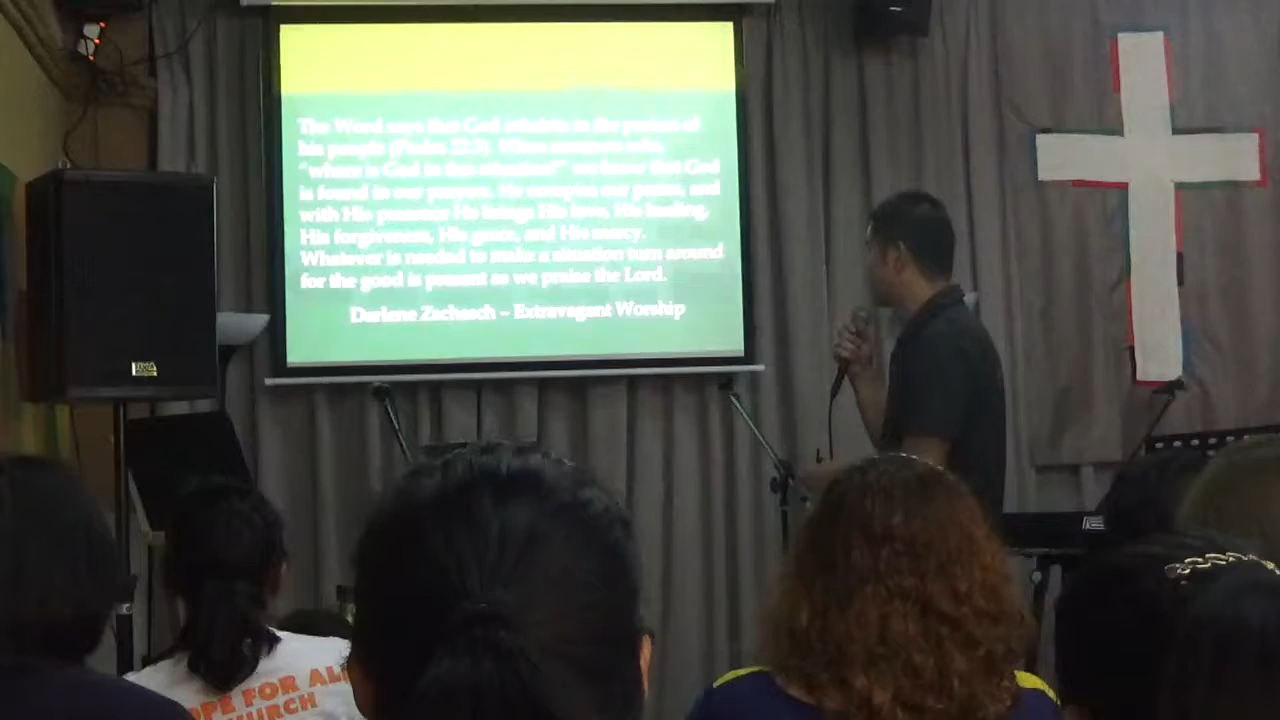 The Word says that God inhabits in the praises of
his people (Psalm 22:3). When someone asks,
"where is God in this situation?" we know that God
is found in our praises. He occupies our praise, and
with His presence He brings His love, His healing,
His forgiveness, His grace, and His mercy.
Whatever is needed to make a situation turn around
for the good is present as we praise the Lord.
Darlene Zschech – Extravagant Worship
OPE FOR ALL
CHURCH